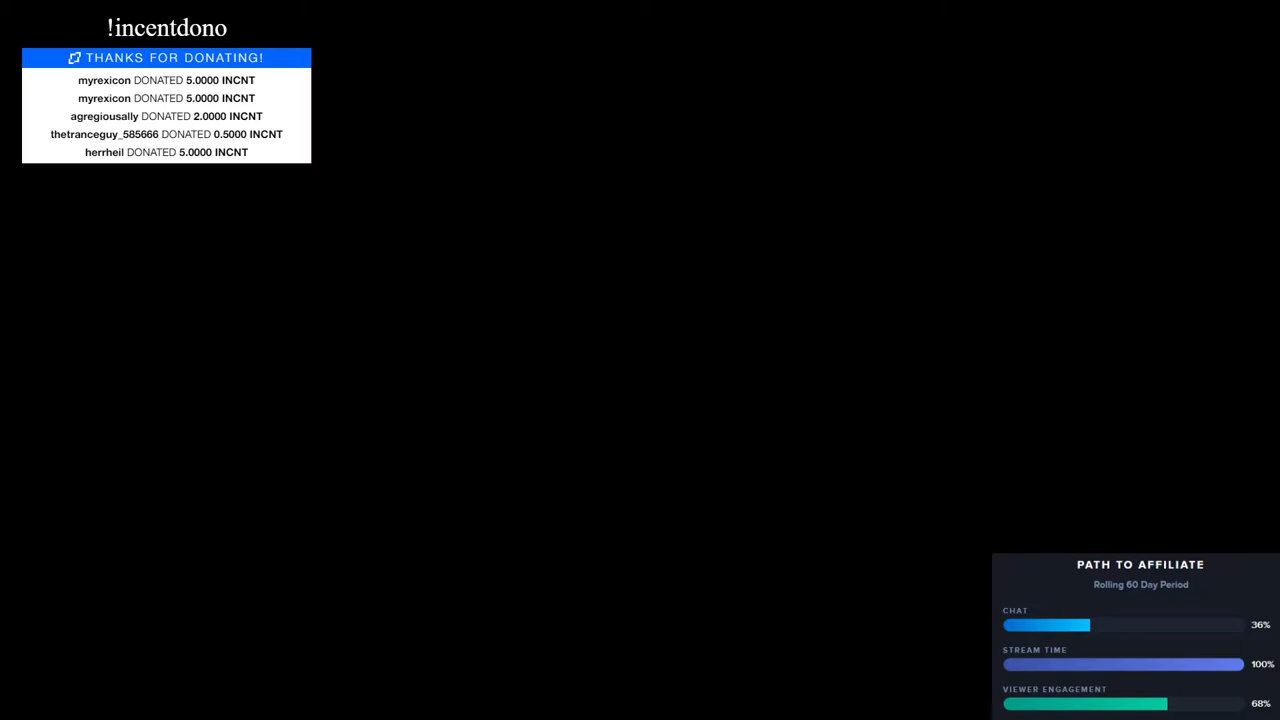 !incentdono
THANKS FOR DONATING!
myrexicon DONATED 5.0000 INCNT
myrexicon DONATED 5.0000 INCNT
agregiousally DONATED 2.0000 INCNT
thetranceguy_585666 DONATED 0.5000 INCNT
herrheil DONATED 5.0000 INCNT
PATH TO AFFILIATE
Rolling 60 Day Period
CHAT
36%
STREAM TIME
100%
VIEWER ENGAGEMENT
68%